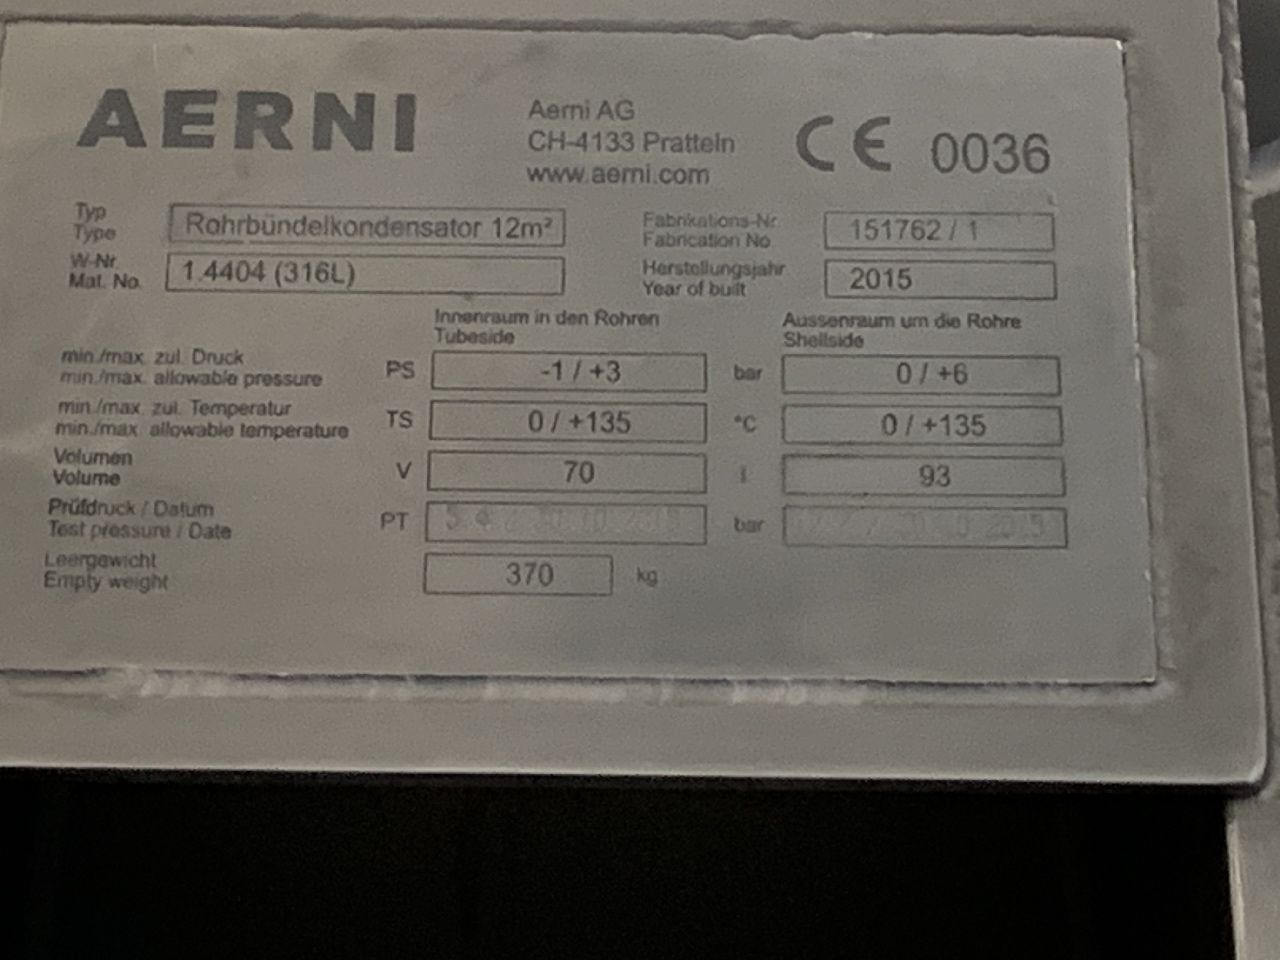 AERNI
Aerni AG
CH-4133 Pratteln
www.aerni.com
CE 0036
Typ
Type
Rohrbündelkondensator 12m²
Fabrikations-Nr.
Fabrication No.
151762 / 1
W-Nr.
Mat. No.
1.4404 (316L)
Herstellungsjahr
Year of built
2015
Innenraum in den Rohren
Tubeside
Aussenraum um die Rohre
Shellside
min./max. zul. Druck
min./max. allowable pressure
PS
-1 / +3
bar
0 / +6
min./max. zul. Temperatur
min./max. allowable temperature
TS
0 / +135
°C
0 / +135
Volumen
Volume
V
70
l
93
Prüfdruck / Datum
Test pressure / Date
PT
bar
Leergewicht
Empty weight
370
kg